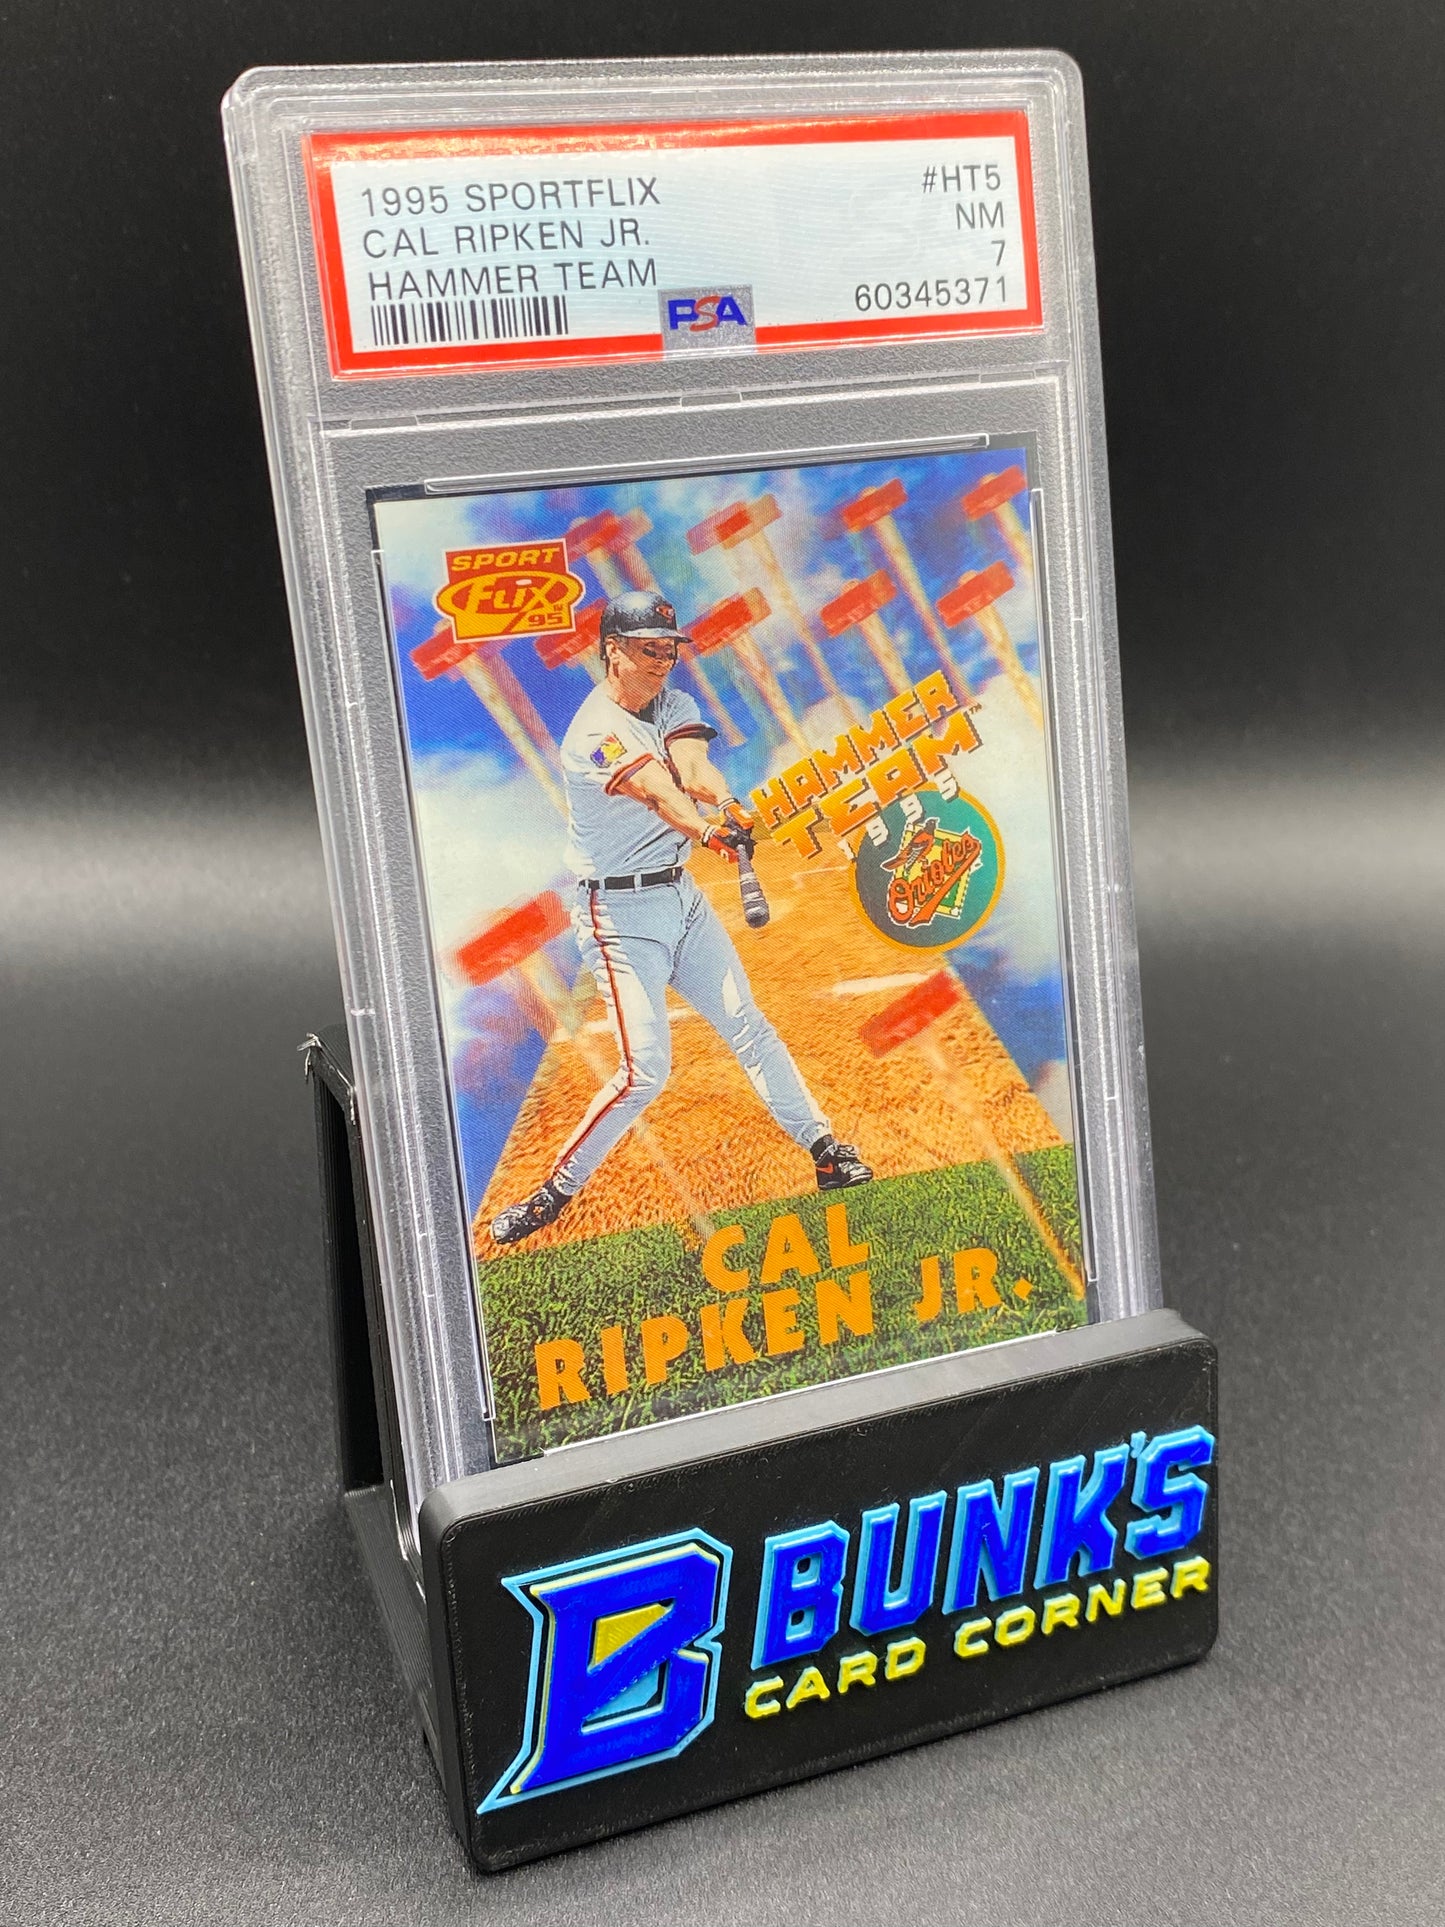 1995 SPORTFLIX
CAL RIPKEN JR.
HAMMER TEAM
#HT5
NM
7
60345371
PSA
SPORT
FLIX
95
HAMMER
TEAM™
1995
Orioles
CAL
RIPKEN JR.
B
BUNK'S
CARD CORNER